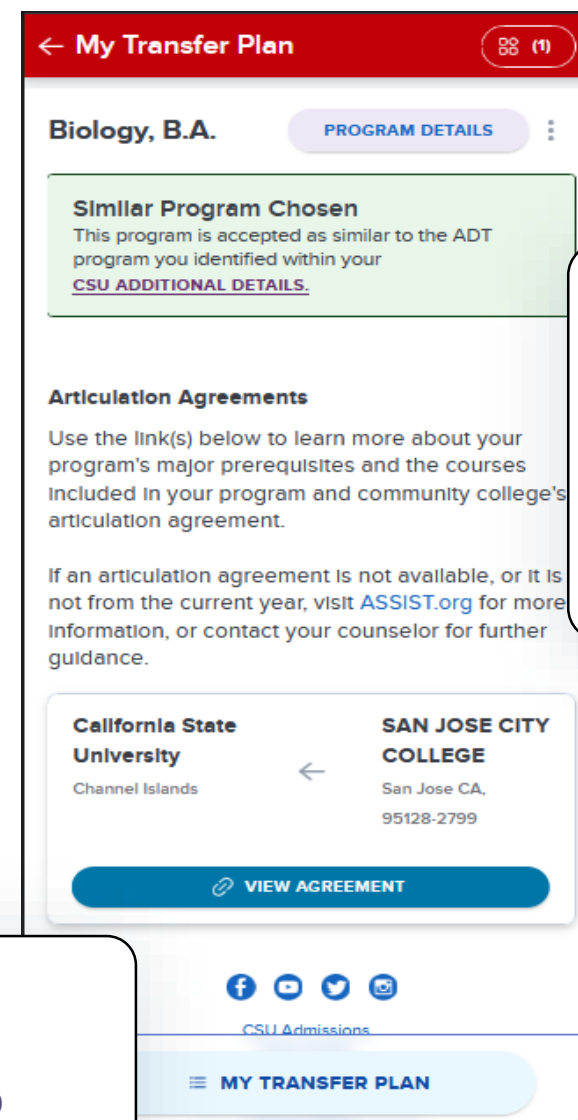 ← My Transfer Plan
(1)
Biology, B.A.
PROGRAM DETAILS
Similar Program Chosen
This program is accepted as similar to the ADT
program you identified within your
CSU ADDITIONAL DETAILS.
Articulation Agreements
Use the link(s) below to learn more about your
program's major prerequisites and the courses
included in your program and community college's
articulation agreement.
If an articulation agreement is not available, or it is
not from the current year, visit ASSIST.org for more
information, or contact your counselor for further
guidance.
California State
University
Channel Islands
←
SAN JOSE CITY
COLLEGE
San Jose CA,
95128-2799
VIEW AGREEMENT
CSU Admissions
MY TRANSFER PLAN
)